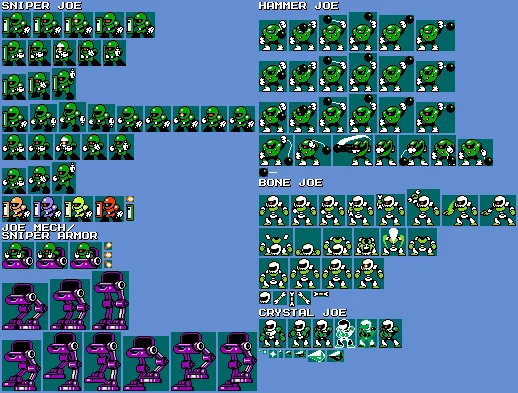 SNIPER JOE
HAMMER JOE
BONE JOE
JOE MECH/
SNIPER ARMOR
CRYSTAL JOE